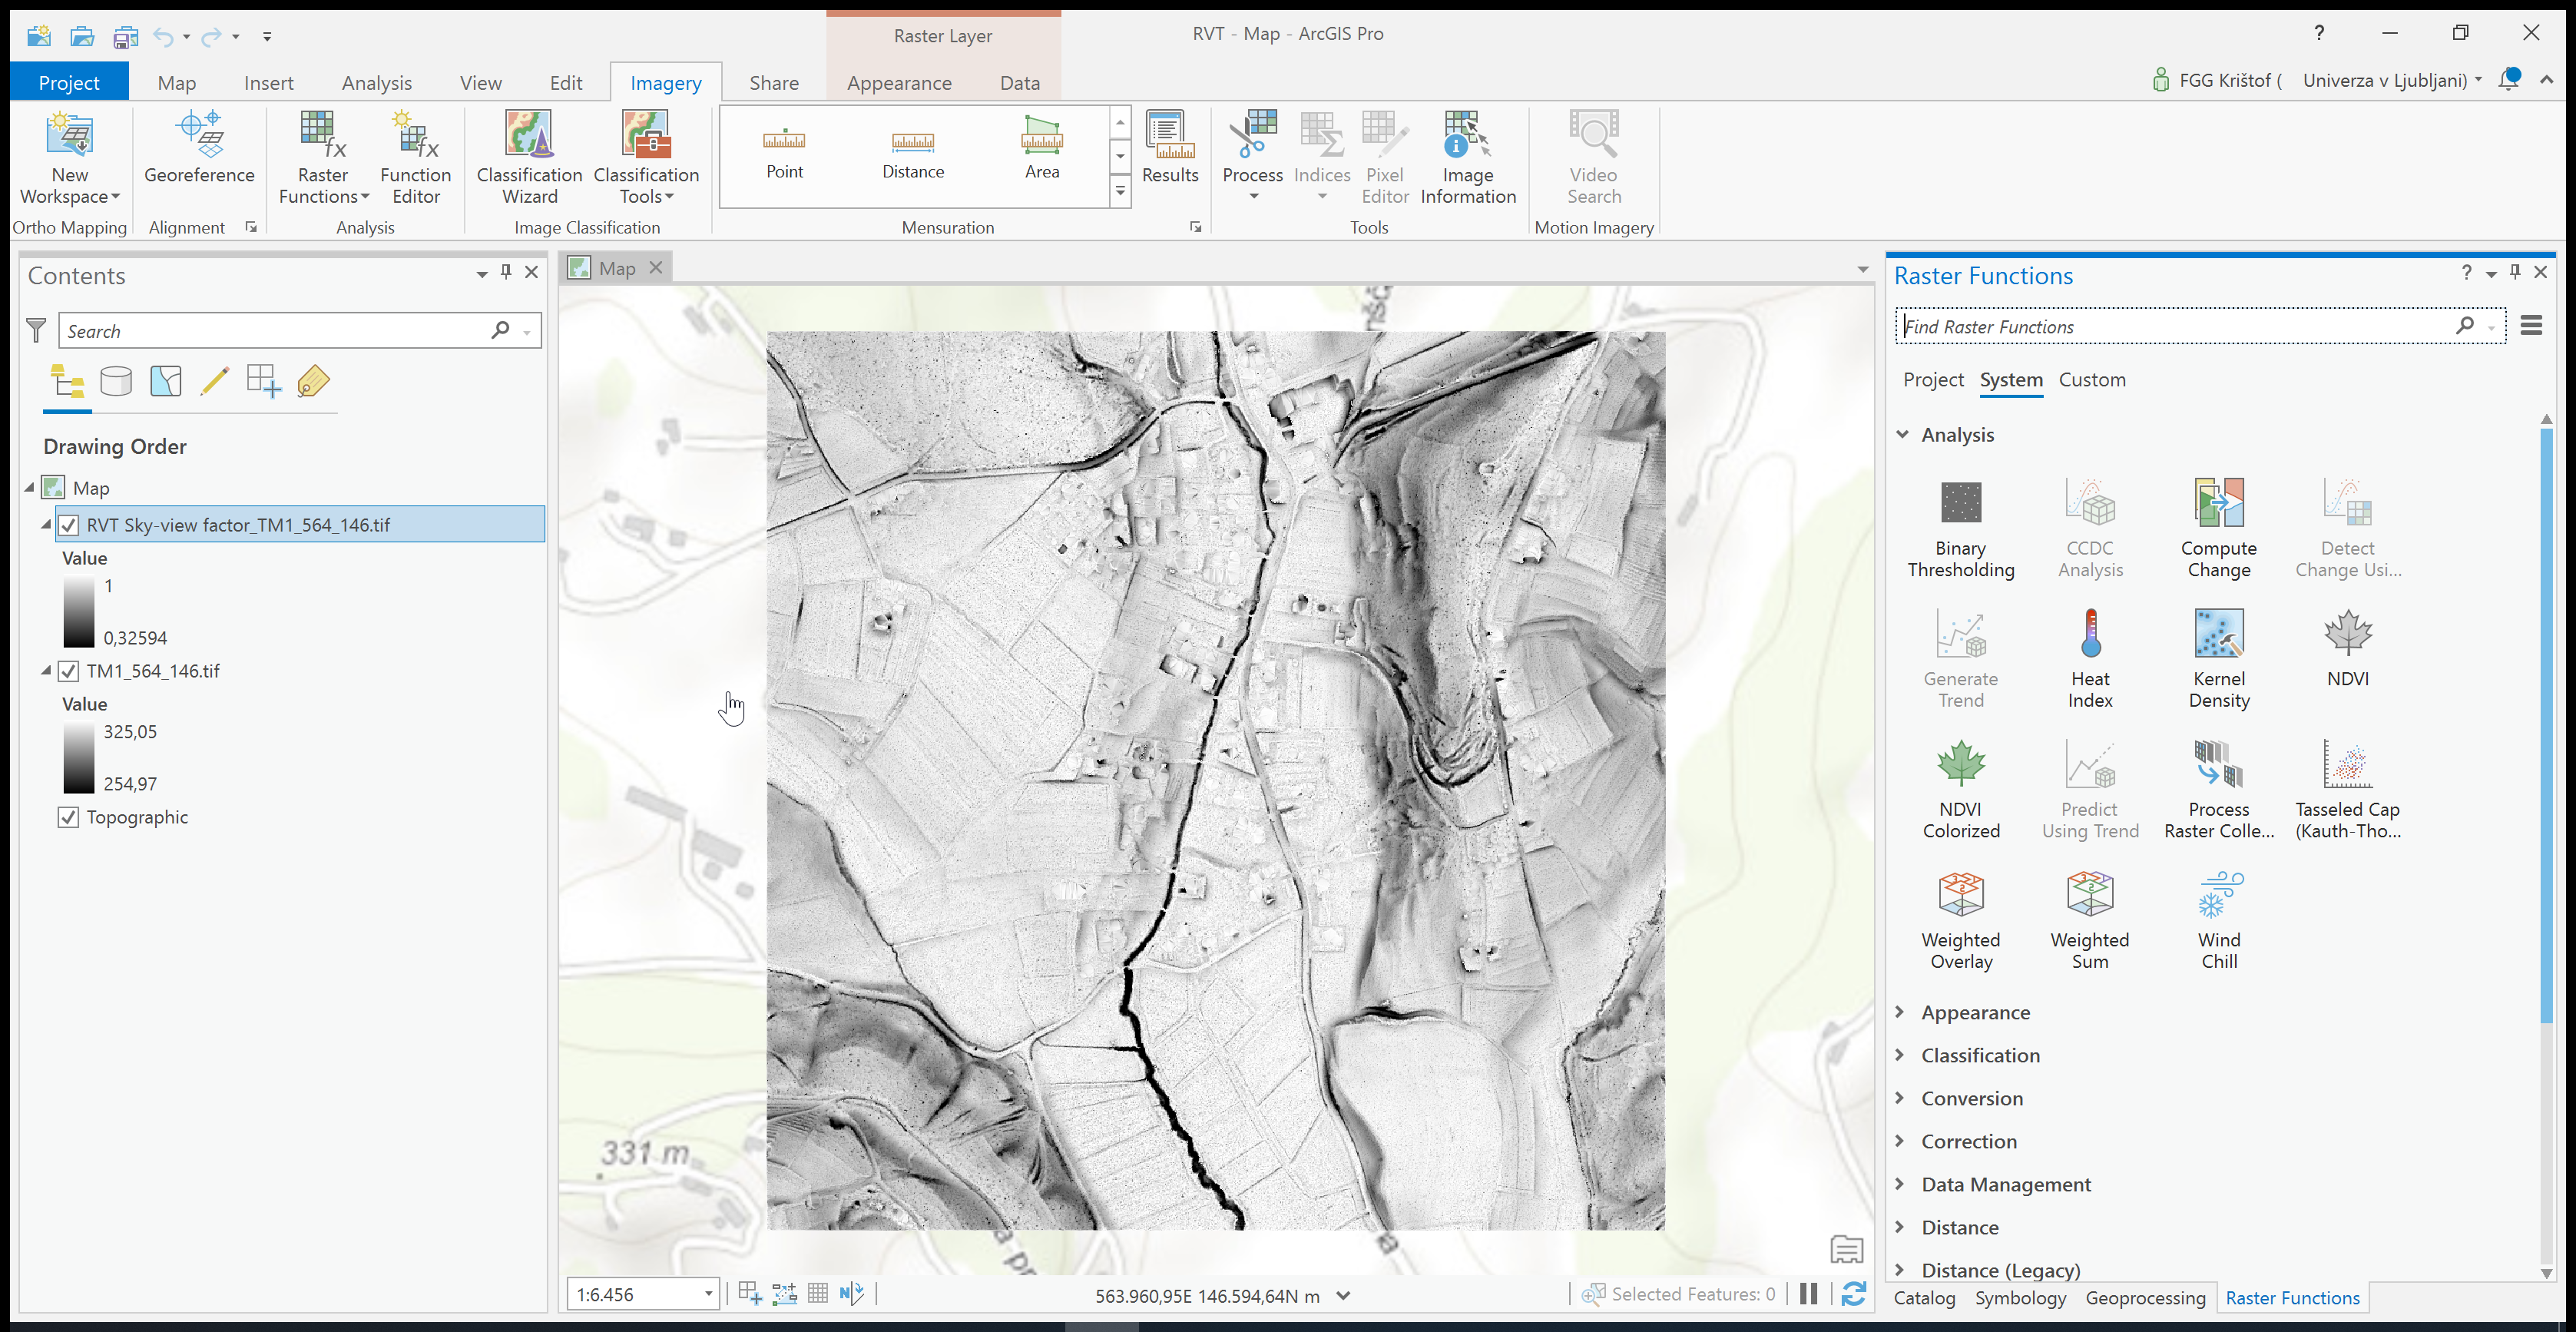 Raster Layer
RVT - Map - ArcGIS Pro
?
Project
Map
Insert
Analysis
View
Edit
Imagery
Share
Appearance
Data
FGG Krištof (
Univerza v Ljubljani)
New
Workspace
Georeference
Raster
Functions
Function
Editor
Classification
Wizard
Classification
Tools
Point
Distance
Area
Results
Process
Indices
Pixel
Editor
Image
Information
Video
Search
Ortho Mapping
Alignment
Analysis
Image Classification
Mensuration
Tools
Motion Imagery
Contents
Search
Drawing Order
Map
RVT Sky-view factor_TM1_564_146.tif
Value
1
0,32594
TM1_564_146.tif
Value
325,05
254,97
Topographic
Map
331 m
a pr
na
1:6.456
563.960,95E 146.594,64N m
Selected Features: 0
Raster Functions
?
Find Raster Functions
Project
System
Custom
Analysis
Binary
Thresholding
CCDC
Analysis
Compute
Change
Detect
Change Usi...
Generate
Trend
Heat
Index
Kernel
Density
NDVI
NDVI
Colorized
Predict
Using Trend
Process
Raster Colle...
Tasseled Cap
(Kauth-Tho...
Weighted
Overlay
Weighted
Sum
Wind
Chill
Appearance
Classification
Conversion
Correction
Data Management
Distance
Distance (Legacy)
Catalog
Symbology
Geoprocessing
Raster Functions